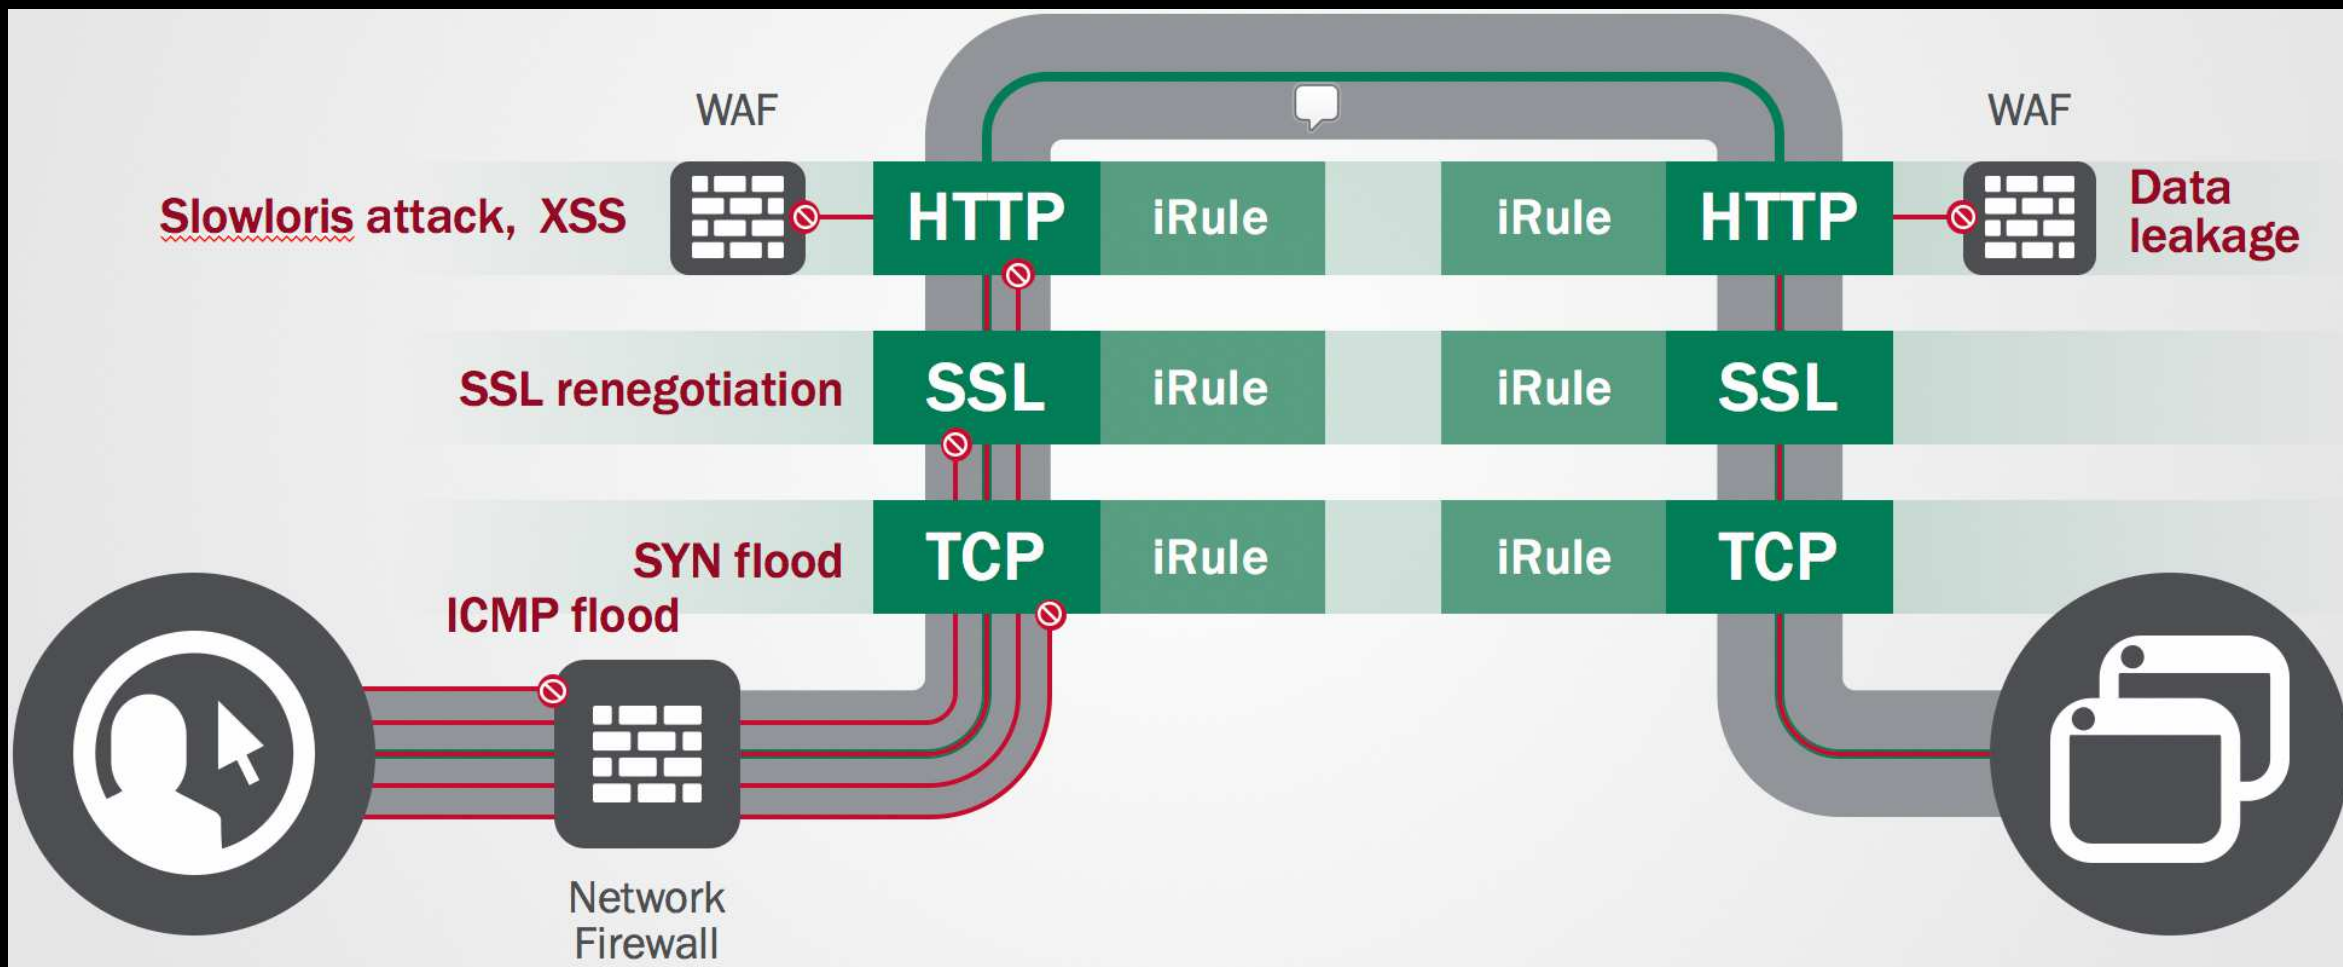 WAF
WAF
Slowloris attack, XSS
HTTP
iRule
iRule
HTTP
Data
leakage
SSL renegotiation
SSL
iRule
iRule
SSL
SYN flood
TCP
iRule
iRule
TCP
ICMP flood
Network
Firewall